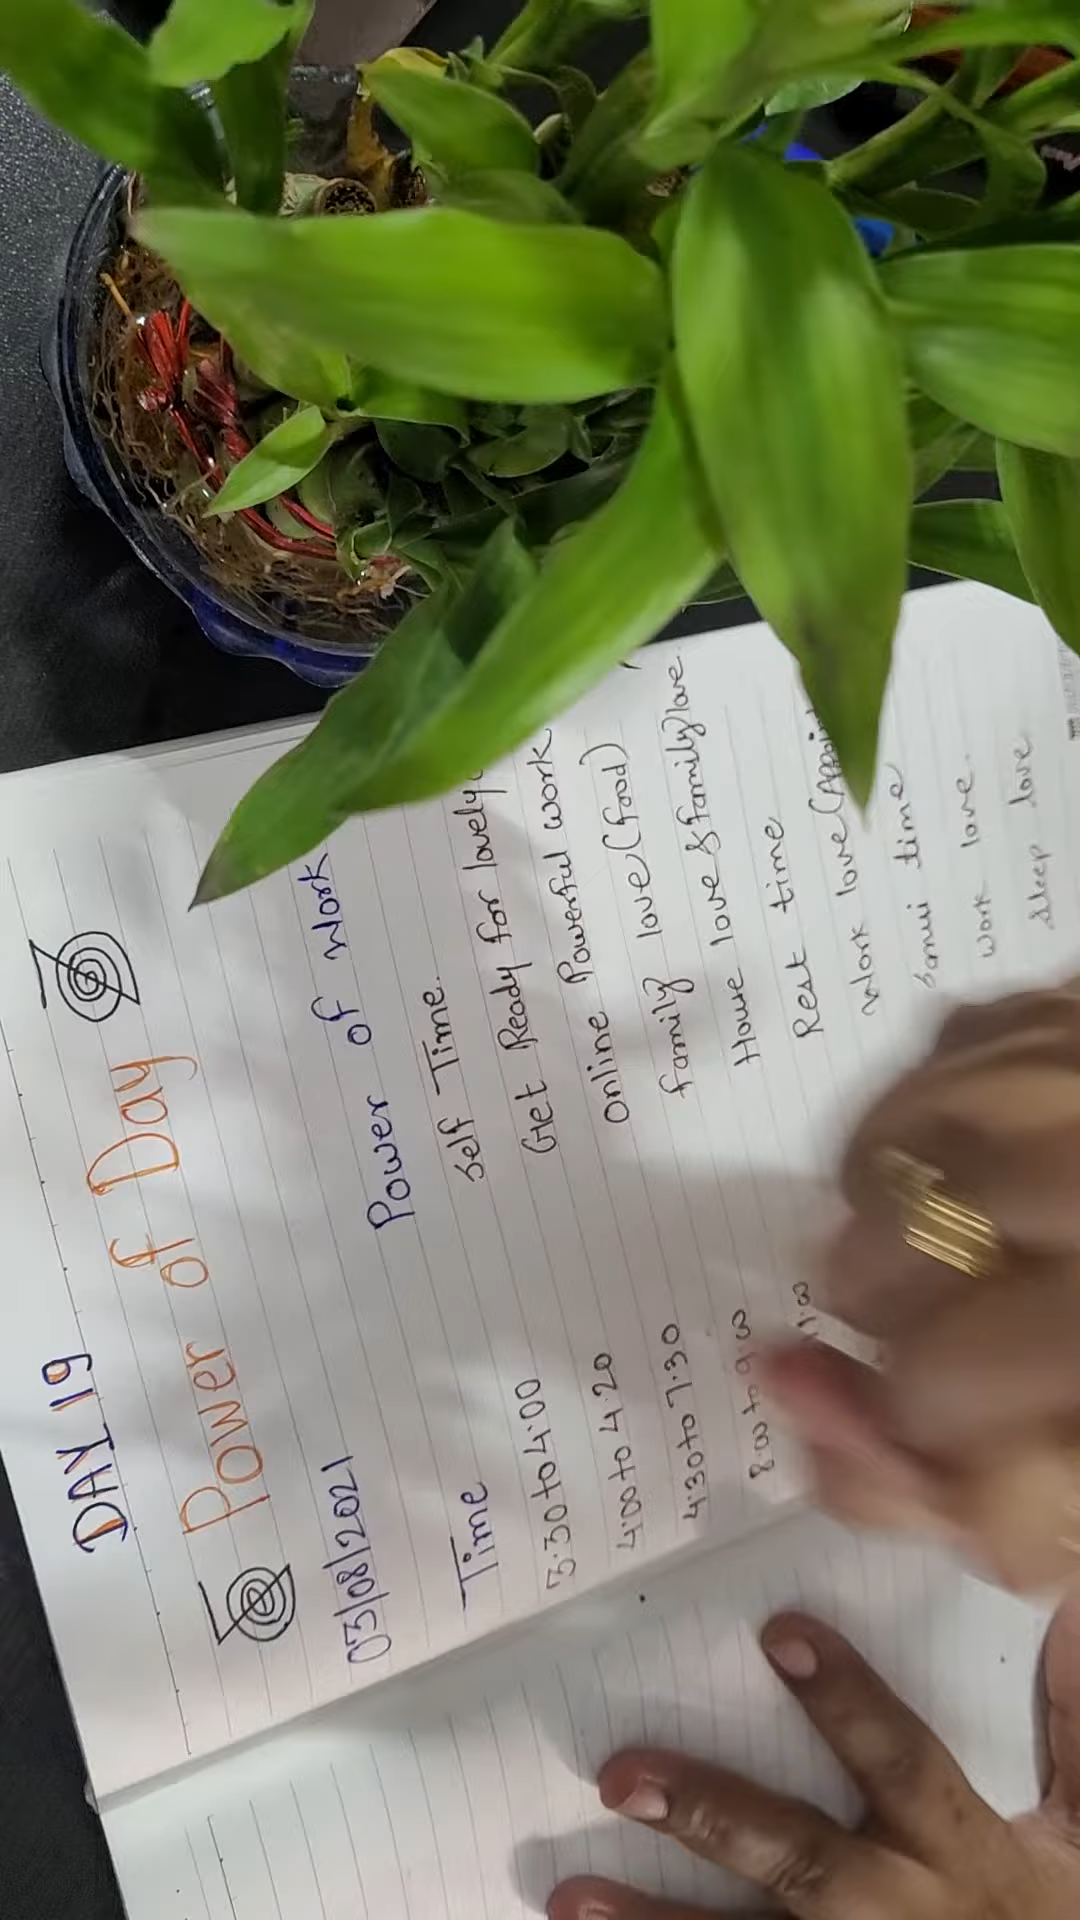 DAY 19
Power of Day
03/08/2021
Power of Work
Time
Self Time..
3.30 to 4.00
Get Ready for lovely
4.00 to 4.20
Online Powerful work
4.30 to 7.30
family love (food)
8.00 to 9.00
House love & family love.
11.00
Rest time
Work love
time
Work love.
Sleep love